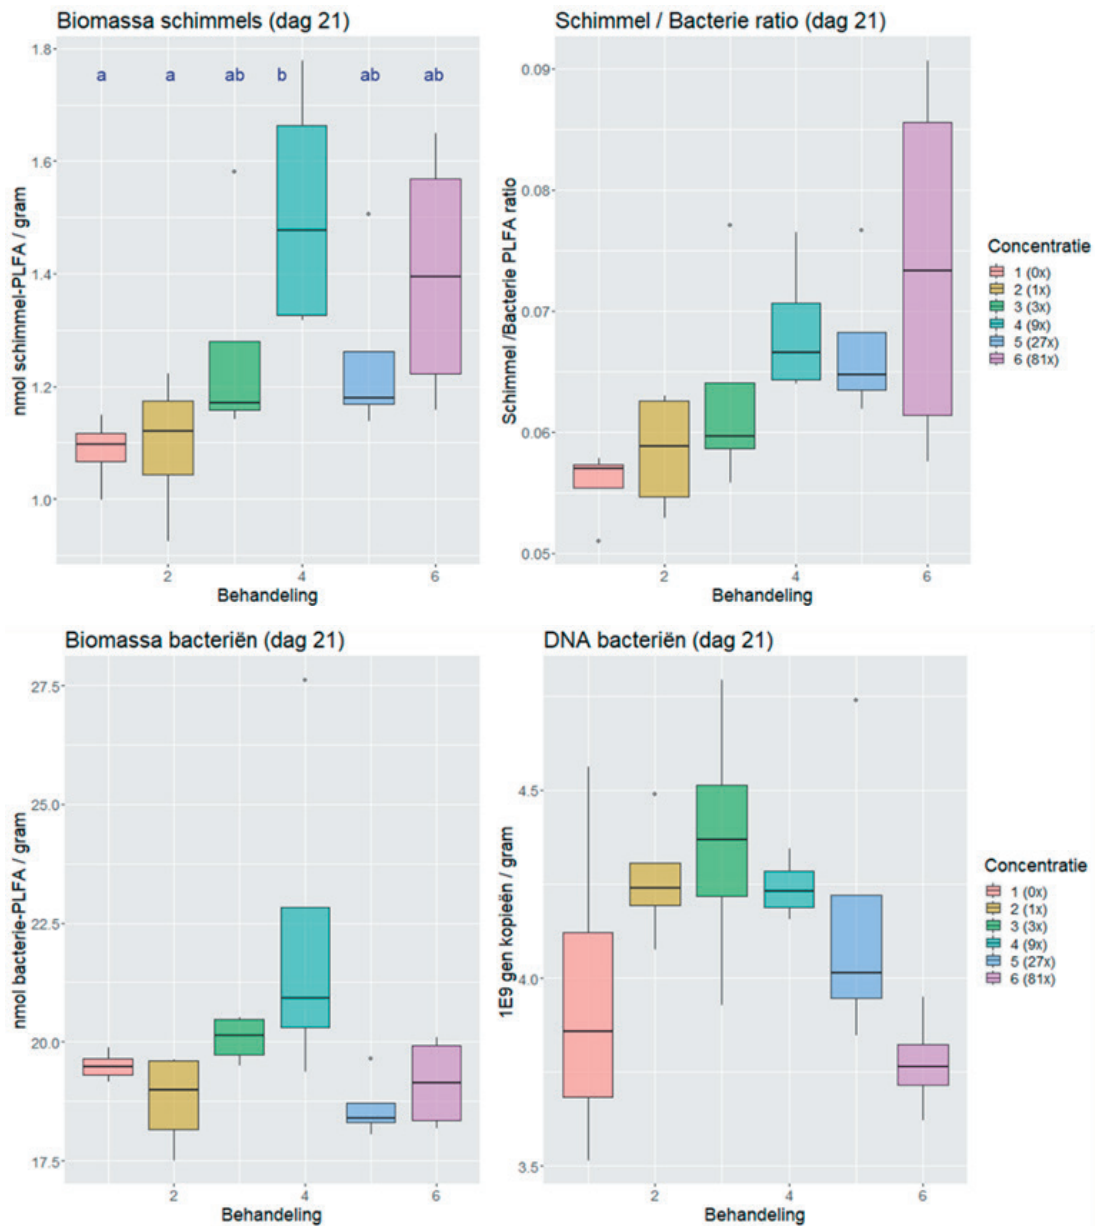 Biomassa schimmels (dag 21)
nmol schimmel-PLFA / gram
1.8
1.6
1.4
1.2
1.0
a a ab b ab ab
2 4 6
Behandeling
Schimmel / Bacterie ratio (dag 21)
Schimmel /Bacterie PLFA ratio
0.09
0.08
0.07
0.06
0.05
2 4 6
Behandeling
Concentratie
1 (0x)
2 (1x)
3 (3x)
4 (9x)
5 (27x)
6 (81x)
Biomassa bacteriën (dag 21)
nmol bacterie-PLFA / gram
27.5
25.0
22.5
20.0
17.5
2 4 6
Behandeling
DNA bacteriën (dag 21)
1E9 gen kopieën / gram
4.5
4.0
3.5
2 4 6
Behandeling
Concentratie
1 (0x)
2 (1x)
3 (3x)
4 (9x)
5 (27x)
6 (81x)